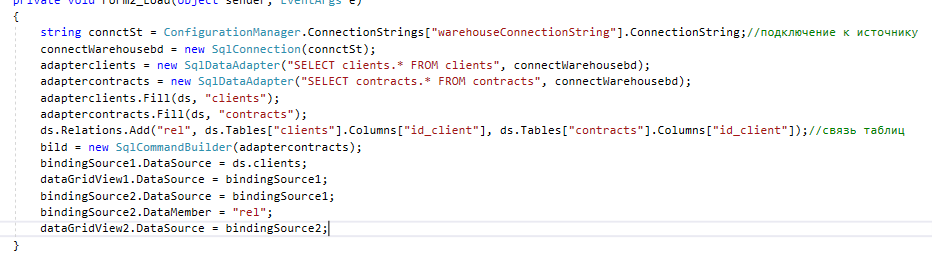 private void Form2_Load(object sender, EventArgs e)
{
string connctSt = ConfigurationManager.ConnectionStrings["warehouseConnectionString"].ConnectionString;//подключение к источнику
connectWarehousebd = new SqlConnection(connctSt);
adapterclients = new SqlDataAdapter("SELECT clients.* FROM clients", connectWarehousebd);
adaptercontracts = new SqlDataAdapter("SELECT contracts.* FROM contracts", connectWarehousebd);
adapterclients.Fill(ds, "clients");
adaptercontracts.Fill(ds, "contracts");
ds.Relations.Add("rel", ds.Tables["clients"].Columns["id_client"], ds.Tables["contracts"].Columns["id_client"]);//связь таблиц
bild = new SqlCommandBuilder(adaptercontracts);
bindingSource1.DataSource = ds.clients;
dataGridView1.DataSource = bindingSource1;
bindingSource2.DataSource = bindingSource1;
bindingSource2.DataMember = "rel";
dataGridView2.DataSource = bindingSource2;
}